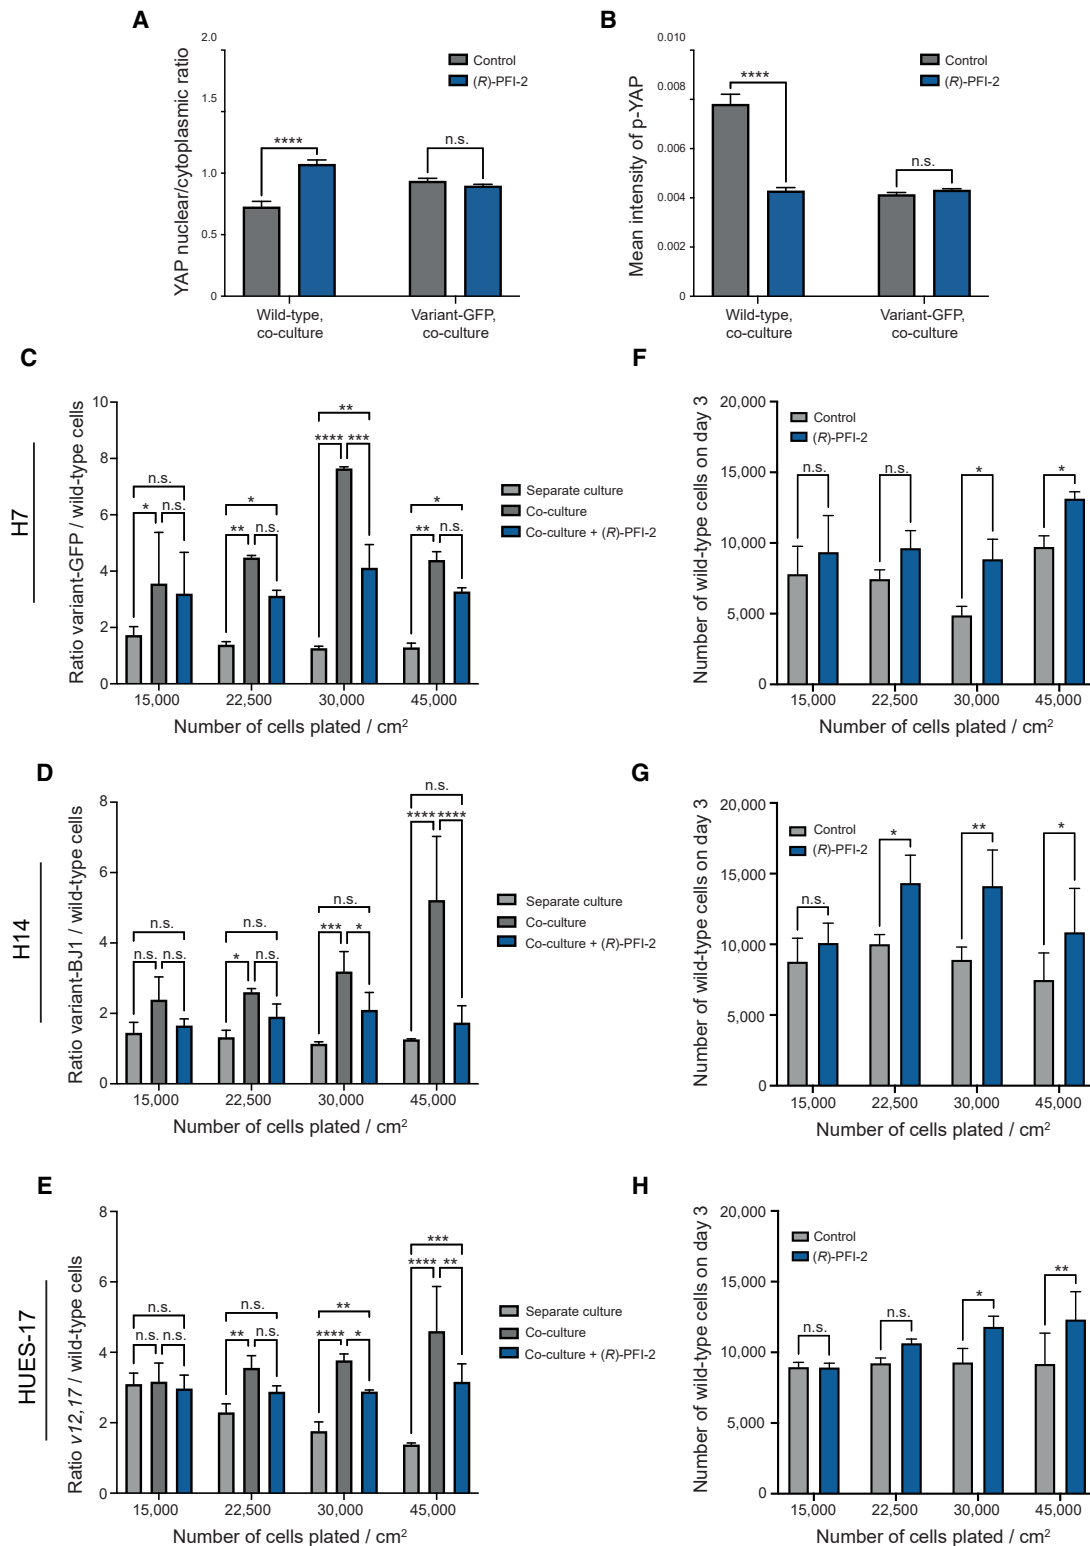 A
YAP nuclear/cytoplasmic ratio
2.0
1.5
1.0
0.5
0
Control
(R)-PFI-2
****
n.s.
Wild-type,
co-culture
Variant-GFP,
co-culture
B
Mean intensity of p-YAP
0.010
0.008
0.006
0.004
0.002
0
Control
(R)-PFI-2
****
n.s.
Wild-type,
co-culture
Variant-GFP,
co-culture
C
H7
Ratio variant-GFP / wild-type cells
10
8
6
4
2
0
n.s.
* n.s.
*
** n.s.
**
**** ***
*
** n.s.
Separate culture
Co-culture
Co-culture + (R)-PFI-2
15,000 22,500 30,000 45,000
Number of cells plated / cm²
F
Number of wild-type cells on day 3
20,000
15,000
10,000
5,000
0
Control
(R)-PFI-2
n.s. n.s. * *
15,000 22,500 30,000 45,000
Number of cells plated / cm²
D
H14
Ratio variant-BJ1 / wild-type cells
8
6
4
2
0
n.s.
n.s. n.s.
n.s.
* n.s.
n.s.
*** *
n.s.
**** ****
Separate culture
Co-culture
Co-culture + (R)-PFI-2
15,000 22,500 30,000 45,000
Number of cells plated / cm²
G
Number of wild-type cells on day 3
20,000
15,000
10,000
5,000
0
Control
(R)-PFI-2
n.s. * ** *
15,000 22,500 30,000 45,000
Number of cells plated / cm²
E
HUES-17
Ratio v12,17 / wild-type cells
8
6
4
2
0
n.s.
n.s. n.s.
n.s.
** n.s.
**
**** *
***
**** **
Separate culture
Co-culture
Co-culture + (R)-PFI-2
15,000 22,500 30,000 45,000
Number of cells plated / cm²
H
Number of wild-type cells on day 3
20,000
15,000
10,000
5,000
0
Control
(R)-PFI-2
n.s. n.s. * **
15,000 22,500 30,000 45,000
Number of cells plated / cm²